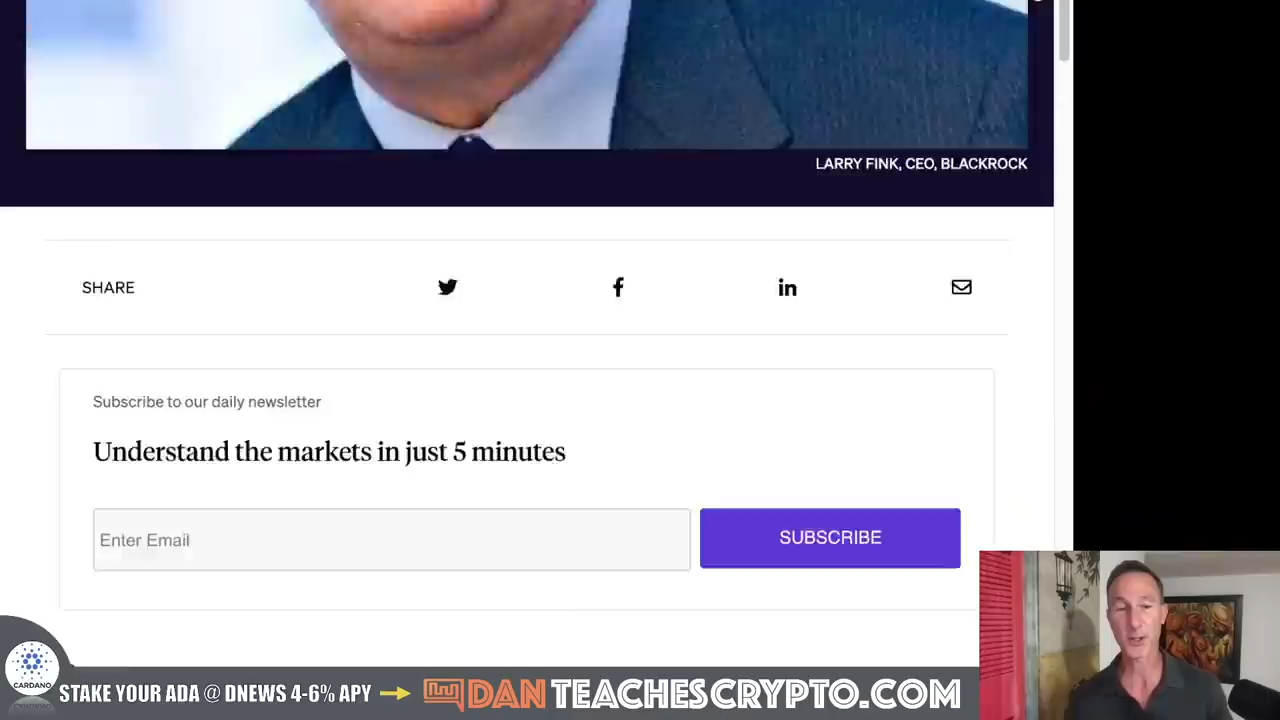 LARRY FINK, CEO, BLACKROCK
SHARE
Subscribe to our daily newsletter
Understand the markets in just 5 minutes
Enter Email
SUBSCRIBE
CARDANO
STAKE YOUR ADA @ DNEWS 4-6% APY
DANTEACHESCRYPTO.COM